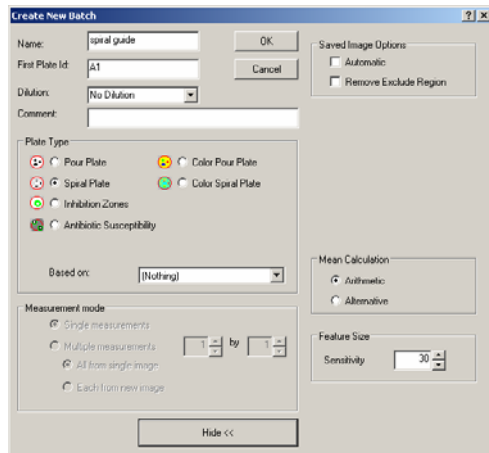 Create New Batch
Name: spiral guide
OK
First Plate Id: A1
Cancel
Dilution: No Dilution
Comment:
Saved Image Options
Automatic
Remove Exclude Region
Plate Type
Pour Plate
Color Pour Plate
Spiral Plate
Color Spiral Plate
Inhibition Zones
Antibiotic Susceptibility
Based on: (Nothing)
Mean Calculation
Arithmetic
Alternative
Measurement mode
Single measurements
Multiple measurements 1 by 1
All from single image
Each from new image
Feature Size
Sensitivity 30
Hide <<